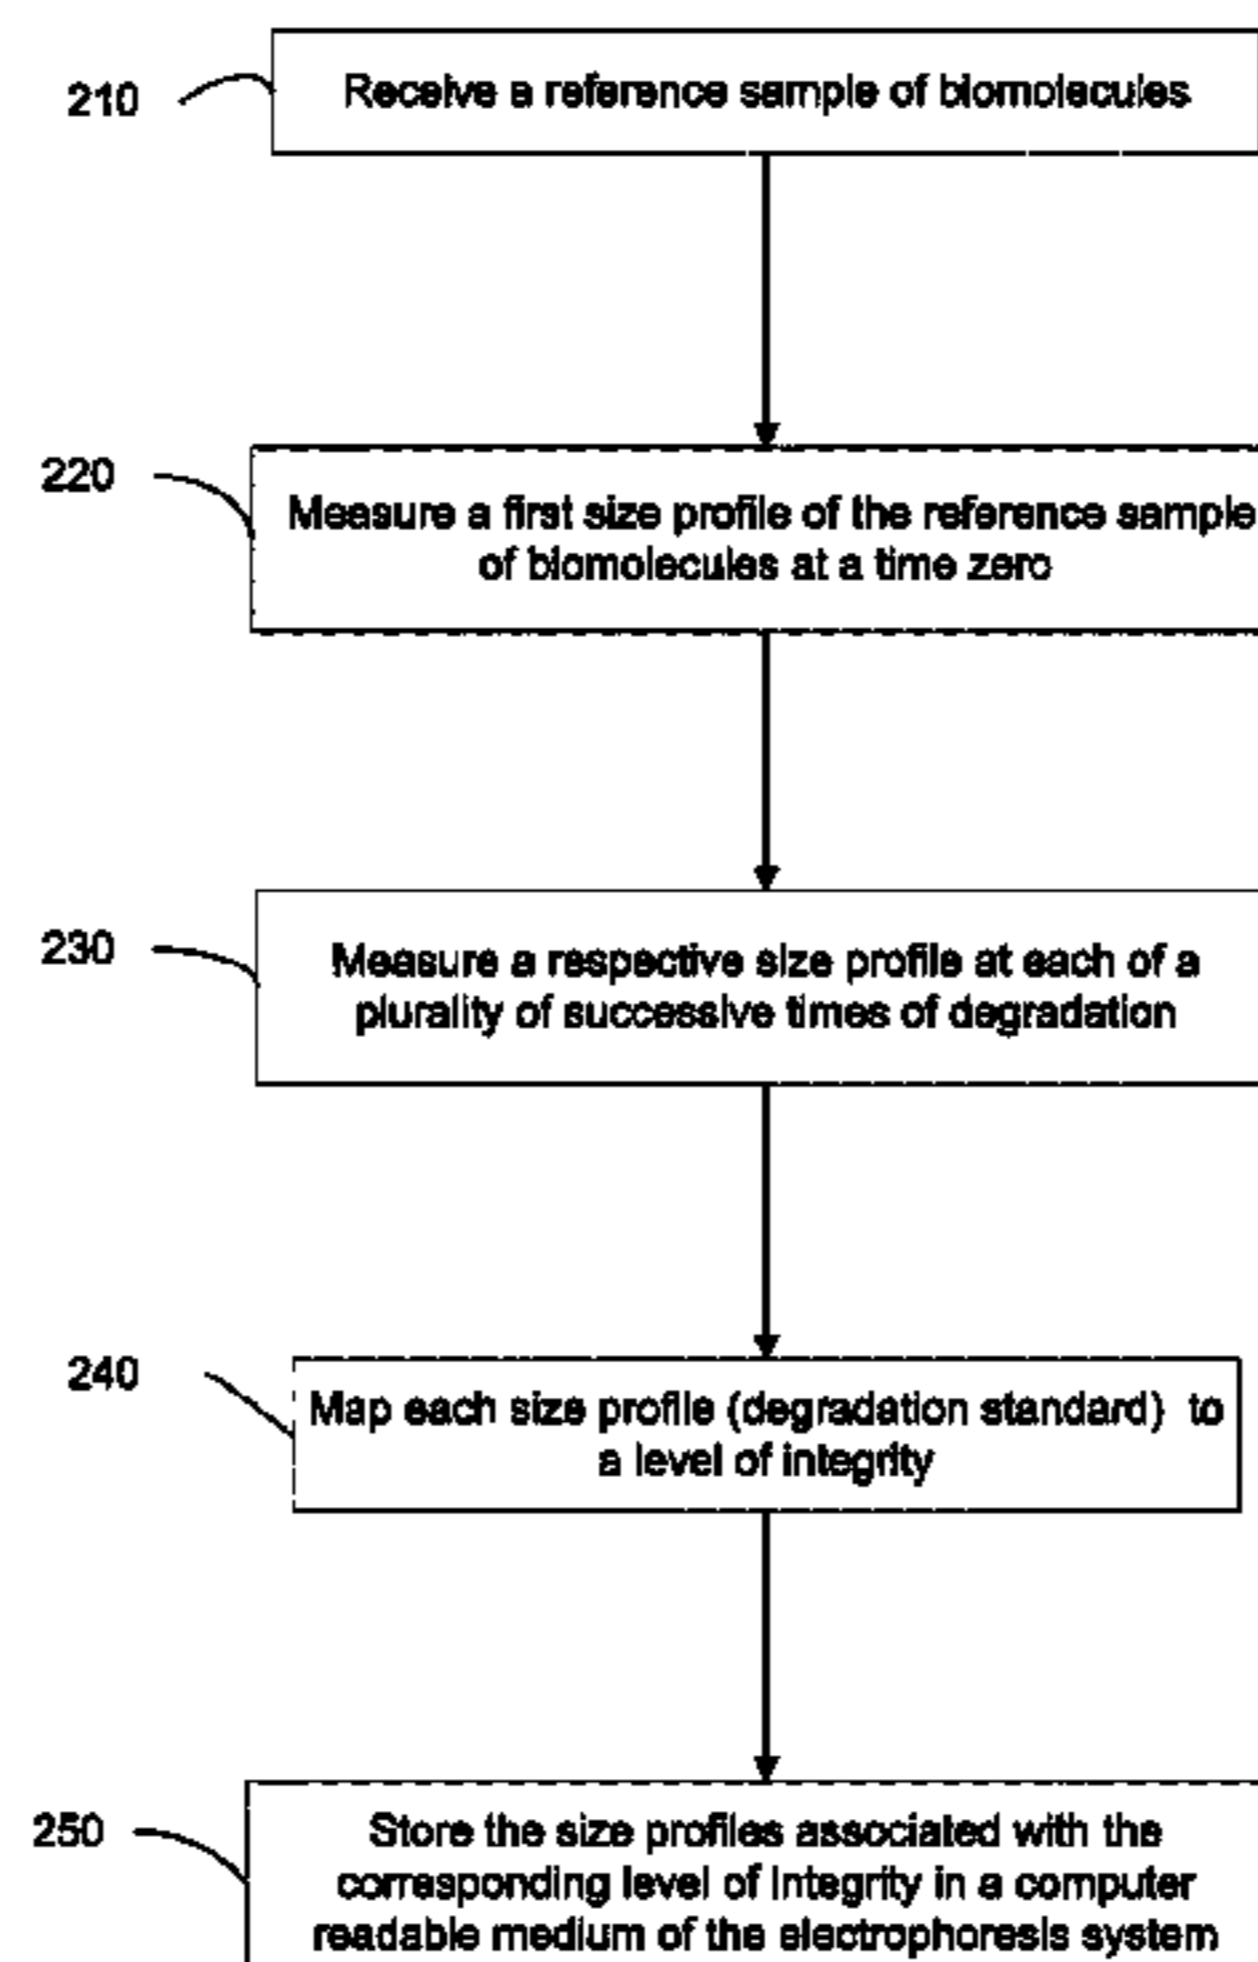 210
Receive a reference sample of biomolecules
220
Measure a first size profile of the reference sample
of biomolecules at a time zero
230
Measure a respective size profile at each of a
plurality of successive times of degradation
240
Map each size profile (degradation standard) to
a level of integrity
250
Store the size profiles associated with the
corresponding level of integrity in a computer
readable medium of the electrophoresis system